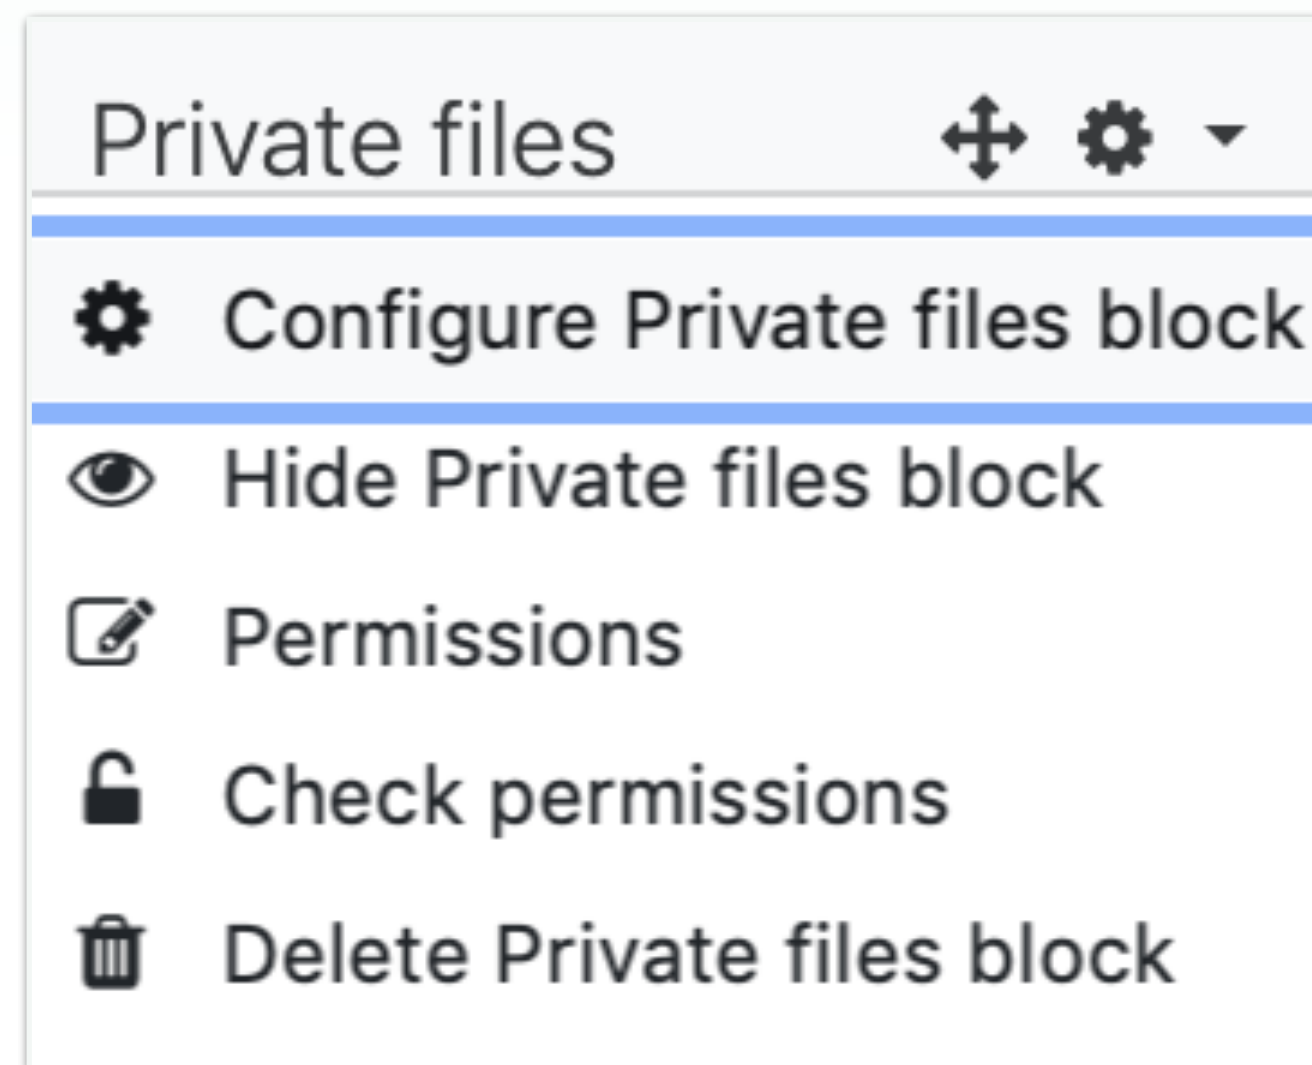 Private files
Configure Private files block
Hide Private files block
Permissions
Check permissions
Delete Private files block